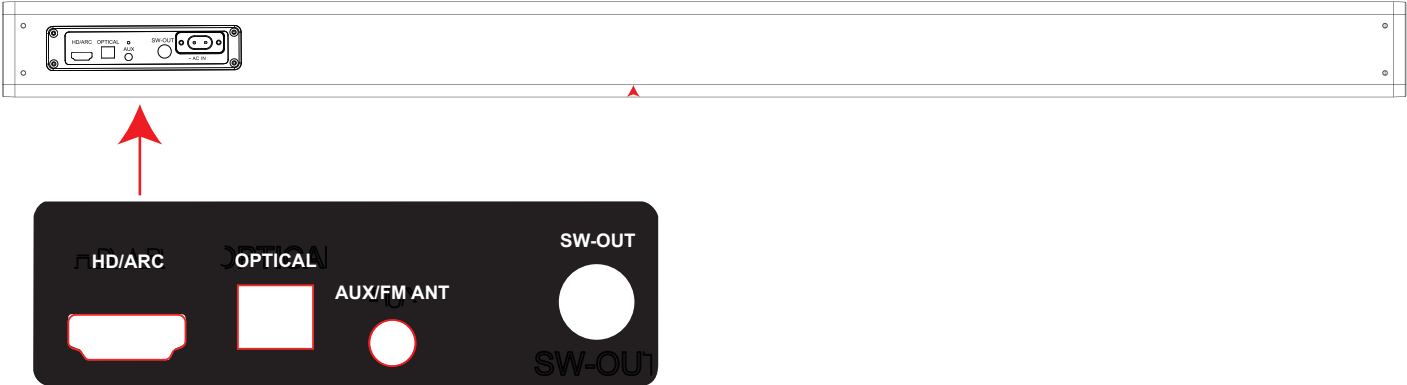 HD/ARC OPTICAL AUX SW-OUT
~ AC IN
SW-OUT
HD/ARC OPTICAL
AUX/FM ANT
SW-OUT